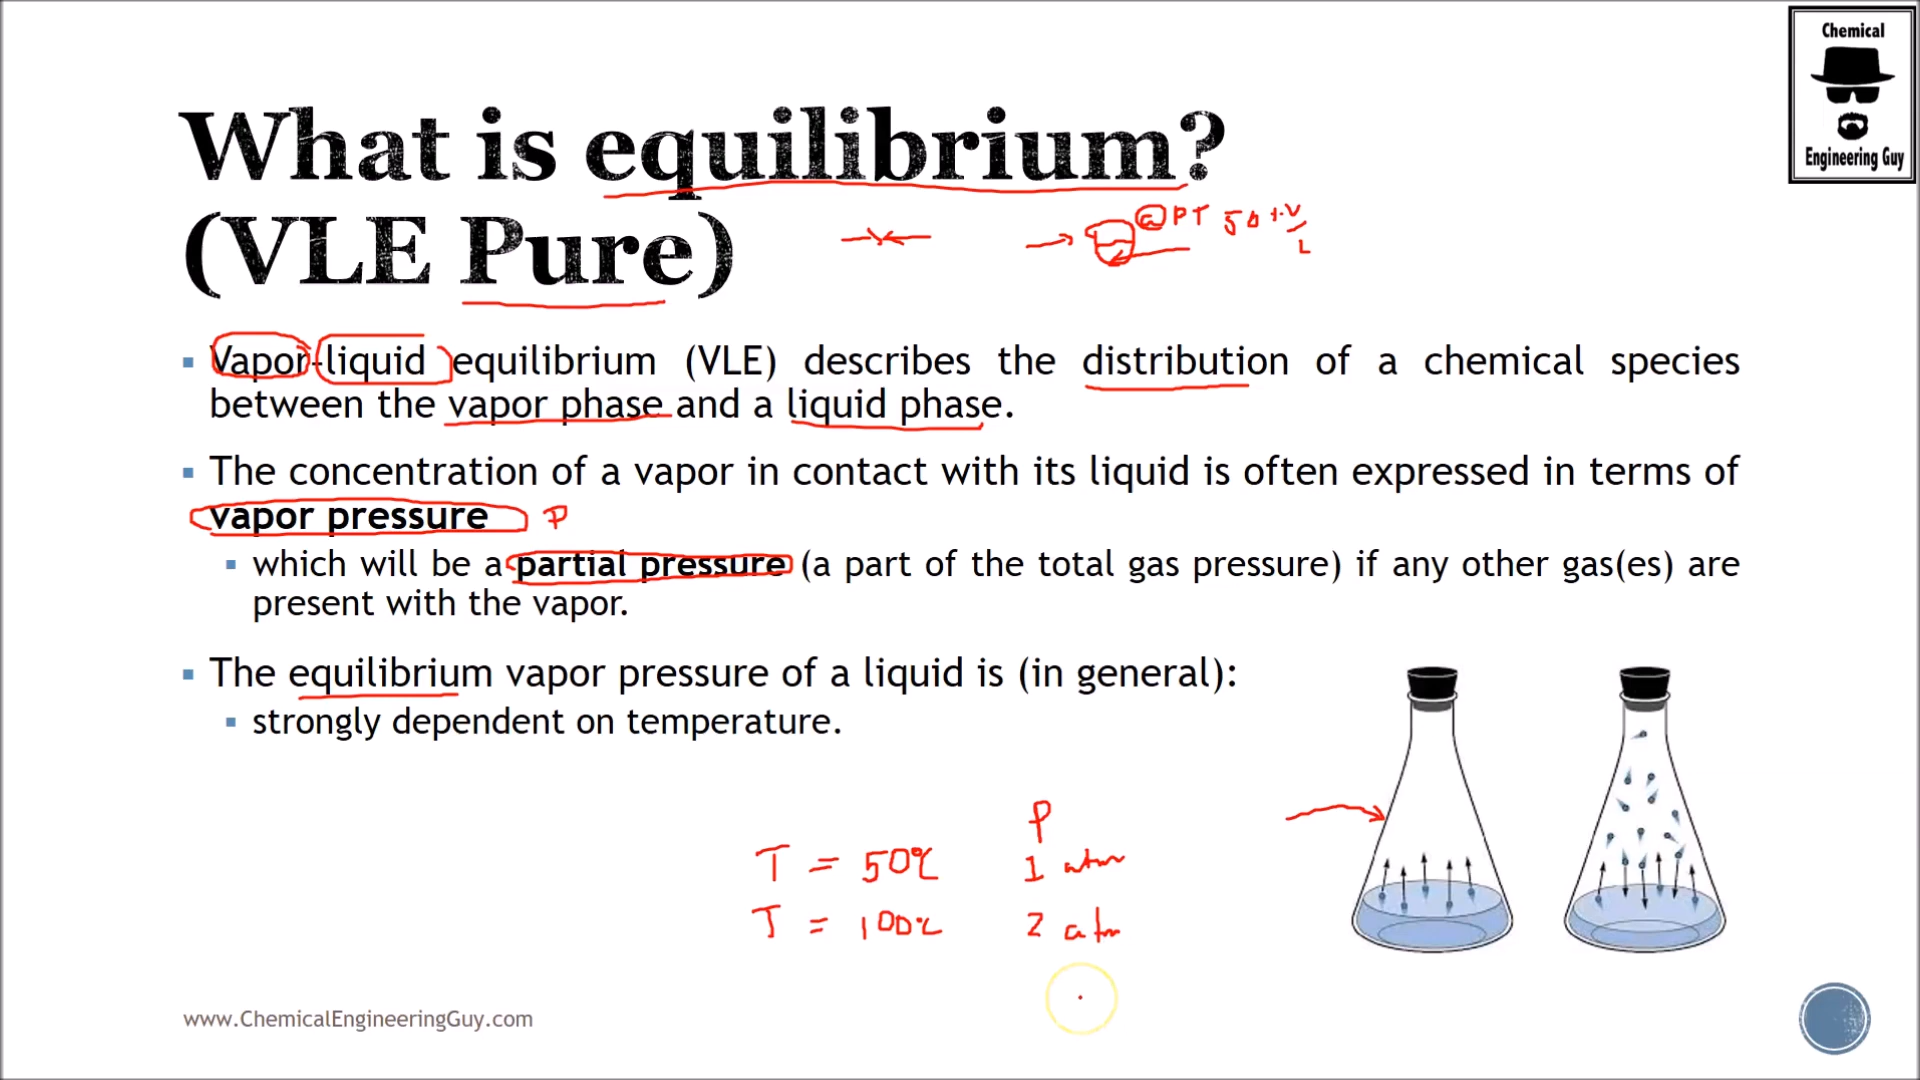 Chemical
Engineering Guy
What is equilibrium?
(VLE Pure)
@ PT 50 %V/L
Vapor-liquid equilibrium (VLE) describes the distribution of a chemical species
between the vapor phase and a liquid phase.
The concentration of a vapor in contact with its liquid is often expressed in terms of
vapor pressure P
which will be a partial pressure (a part of the total gas pressure) if any other gas(es) are
present with the vapor.
The equilibrium vapor pressure of a liquid is (in general):
strongly dependent on temperature.
P
T = 50°C 1 atm
T = 100°C 2 atm
www.ChemicalEngineeringGuy.com